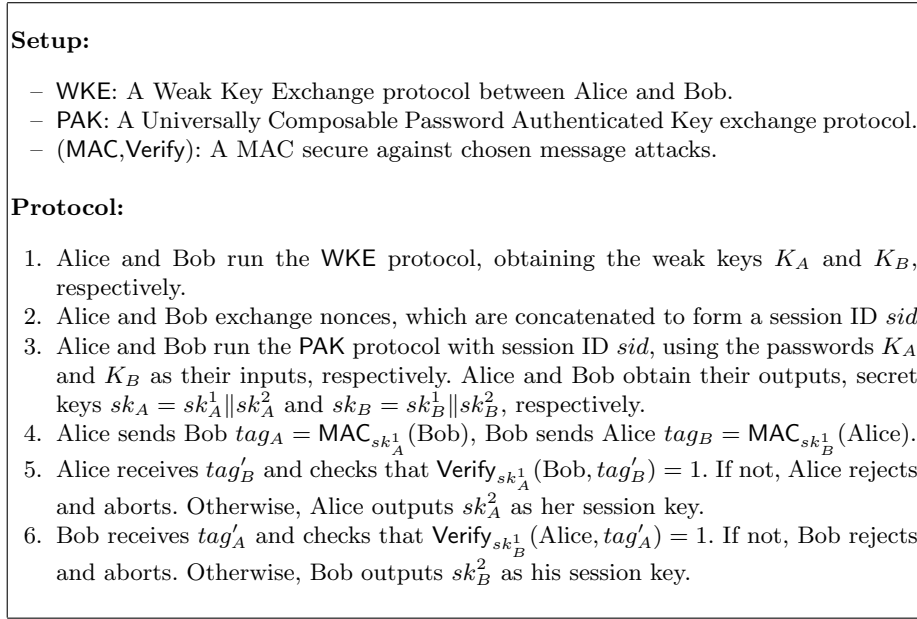 Setup:
– WKE: A Weak Key Exchange protocol between Alice and Bob.
– PAK: A Universally Composable Password Authenticated Key exchange protocol.
– (MAC,Verify): A MAC secure against chosen message attacks.
Protocol:
1. Alice and Bob run the WKE protocol, obtaining the weak keys $K_A$ and $K_B$,
respectively.
2. Alice and Bob exchange nonces, which are concatenated to form a session ID $sid$
3. Alice and Bob run the PAK protocol with session ID $sid$, using the passwords $K_A$
and $K_B$ as their inputs, respectively. Alice and Bob obtain their outputs, secret
keys $sk_A = sk_A^1 \| sk_A^2$ and $sk_B = sk_B^1 \| sk_B^2$, respectively.
4. Alice sends Bob $tag_A = \mathsf{MAC}_{sk_A^1}$(Bob), Bob sends Alice $tag_B = \mathsf{MAC}_{sk_B^1}$(Alice).
5. Alice receives $tag'_B$ and checks that $\mathsf{Verify}_{sk_A^1}$(Bob, $tag'_B$) = 1. If not, Alice rejects
and aborts. Otherwise, Alice outputs $sk_A^2$ as her session key.
6. Bob receives $tag'_A$ and checks that $\mathsf{Verify}_{sk_B^1}$(Alice, $tag'_A$) = 1. If not, Bob rejects
and aborts. Otherwise, Bob outputs $sk_B^2$ as his session key.